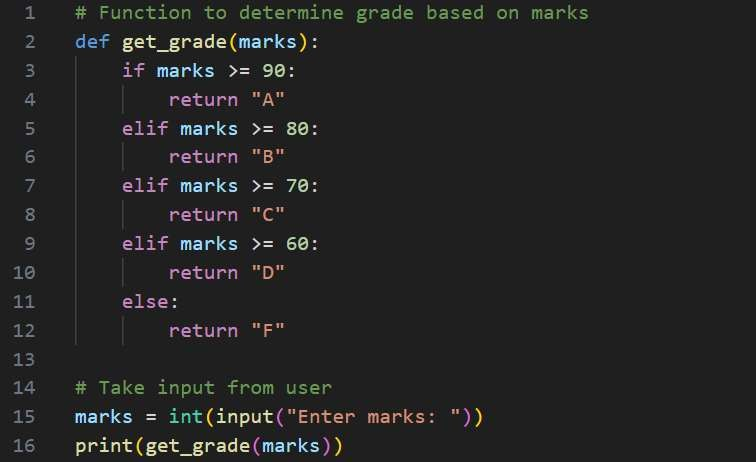 1 # Function to determine grade based on marks
2 def get_grade(marks):
3     if marks >= 90:
4         return "A"
5     elif marks >= 80:
6         return "B"
7     elif marks >= 70:
8         return "C"
9     elif marks >= 60:
10         return "D"
11     else:
12         return "F"
13
14 # Take input from user
15 marks = int(input("Enter marks: "))
16 print(get_grade(marks))